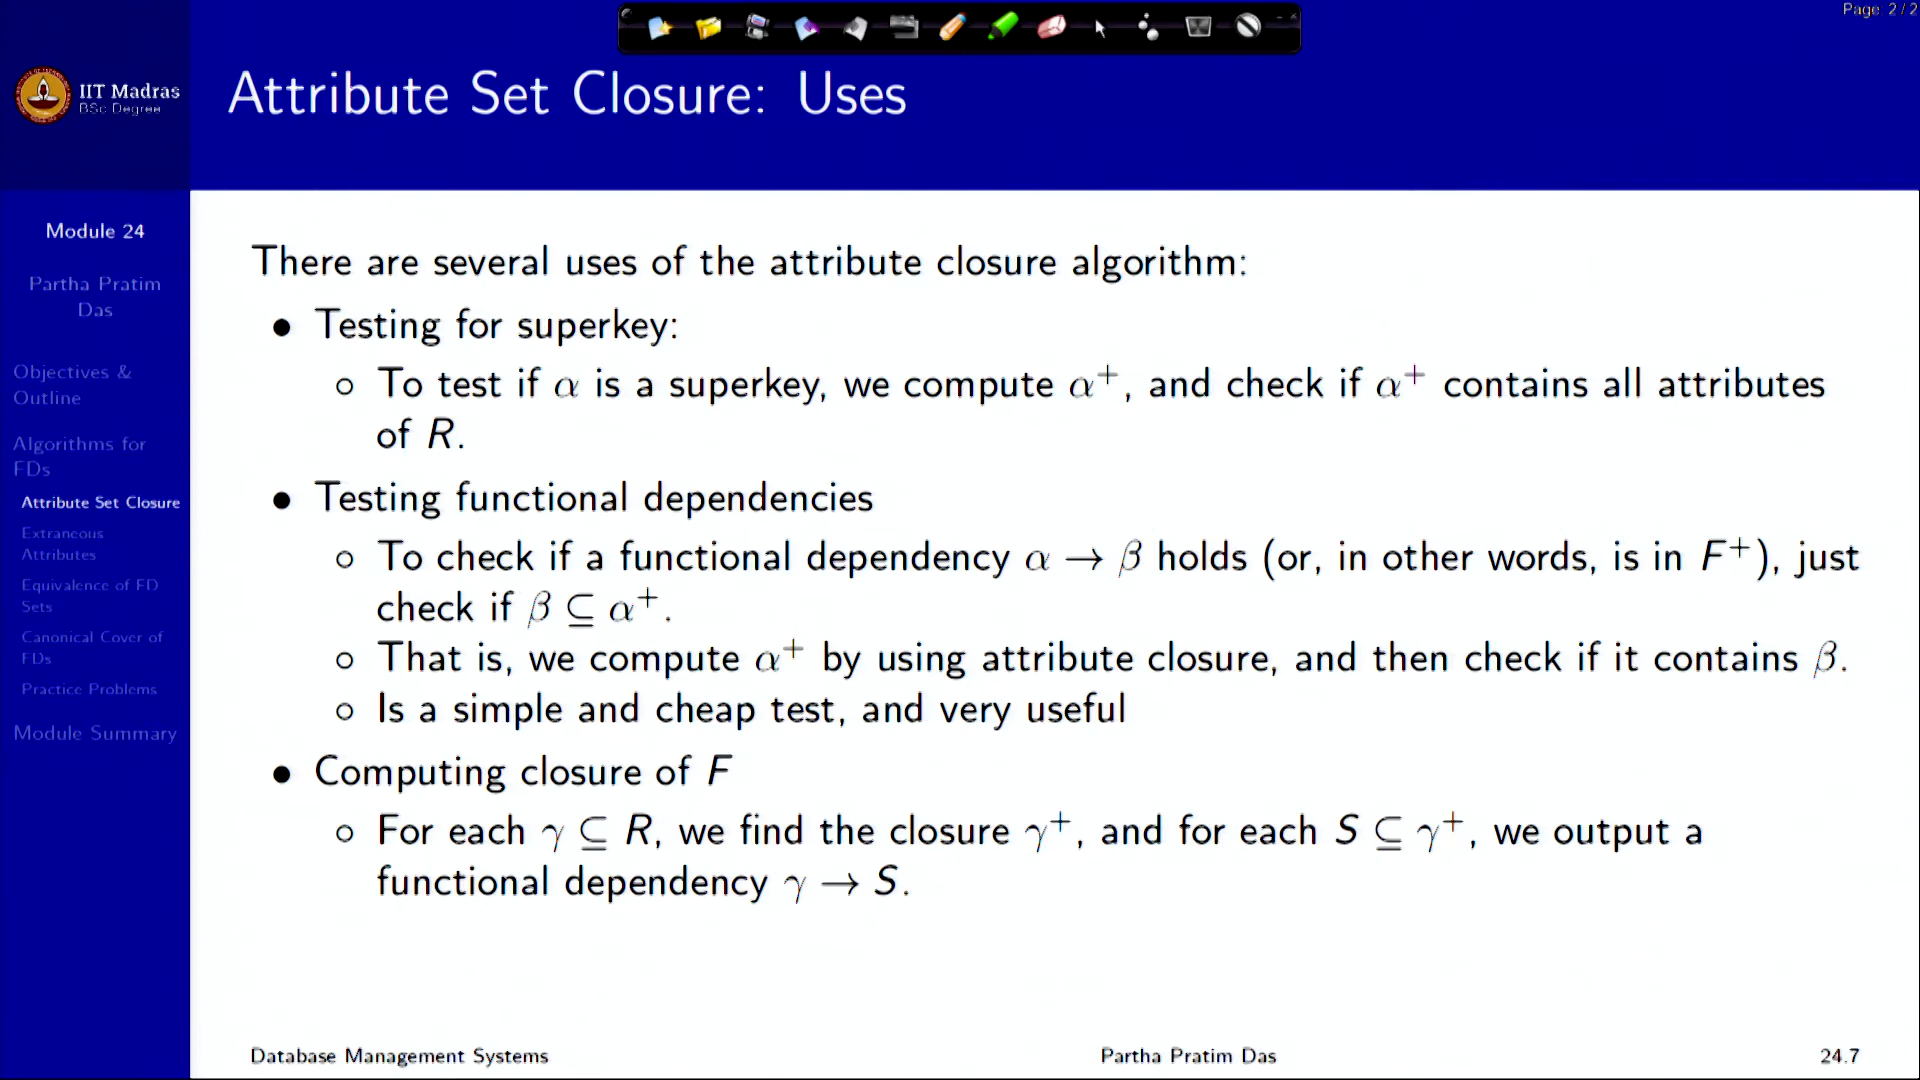 Page: 2 / 2
IIT Madras
BSc Degree
Attribute Set Closure: Uses
Module 24
Partha Pratim
Das
Objectives &
Outline
Algorithms for
FDs
Attribute Set Closure
Extraneous
Attributes
Equivalence of FD
Sets
Canonical Cover of
FDs
Practice Problems
Module Summary
There are several uses of the attribute closure algorithm:
• Testing for superkey:
◦ To test if α is a superkey, we compute α⁺, and check if α⁺ contains all attributes
of R.
• Testing functional dependencies
◦ To check if a functional dependency α → β holds (or, in other words, is in F⁺), just
check if β ⊆ α⁺.
◦ That is, we compute α⁺ by using attribute closure, and then check if it contains β.
◦ Is a simple and cheap test, and very useful
• Computing closure of F
◦ For each γ ⊆ R, we find the closure γ⁺, and for each S ⊆ γ⁺, we output a
functional dependency γ → S.
Database Management Systems
Partha Pratim Das
24.7